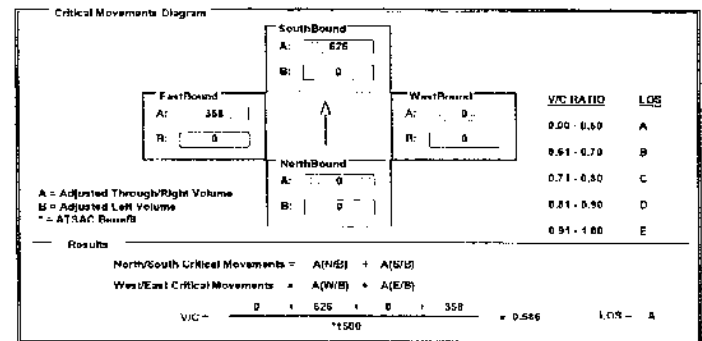 Critical Movements Diagram
SouthBound
A: 626
B: 0
EastBound
A: 358
B: 0
WestBound
A: 0
B: 0
NorthBound
A: 0
B: 0
V/C RATIO LOS
0.00 - 0.60 A
0.61 - 0.70 B
0.71 - 0.80 C
0.81 - 0.90 D
0.91 - 1.00 E
A = Adjusted Through/Right Volume
B = Adjusted Left Volume
* = ATSAC Benefit
Results
North/South Critical Movements = A(N/B) + A(S/B)
West/East Critical Movements = A(W/B) + A(E/B)
V/C = 0 + 626 + 0 + 358 = 0.586 LOS = A
*1500